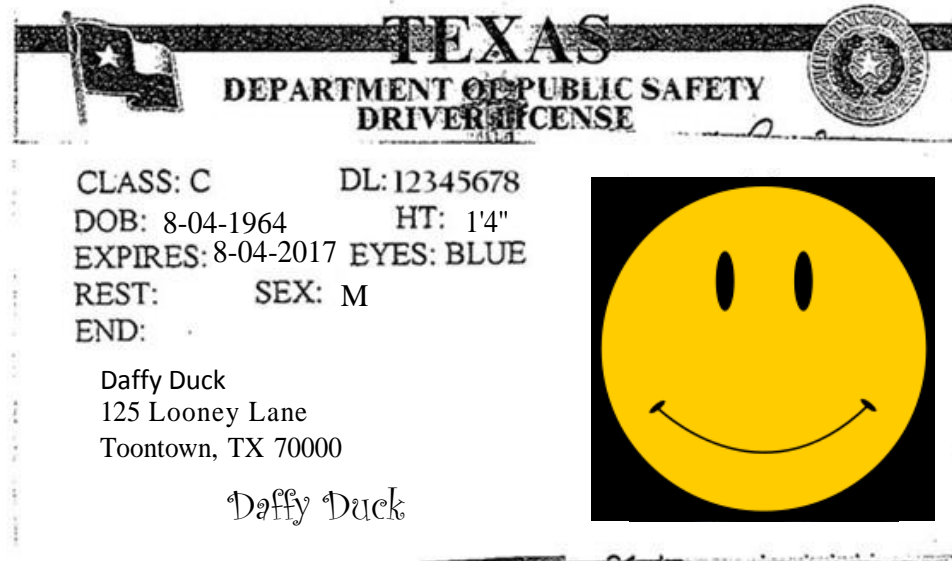 TEXAS
DEPARTMENT OF PUBLIC SAFETY
DRIVER LICENSE
CLASS: C DL: 12345678
DOB: 8-04-1964 HT: 1'4"
EXPIRES: 8-04-2017 EYES: BLUE
REST: SEX: M
END:
Daffy Duck
125 Looney Lane
Toontown, TX 70000
Daffy Duck